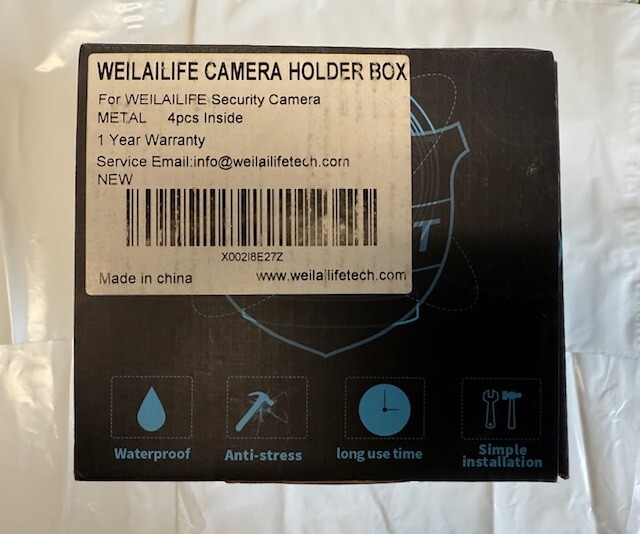 WEILAILIFE CAMERA HOLDER BOX
For WEILAILIFE Security Camera
METAL 4pcs Inside
1 Year Warranty
Service Email:info@weilailifetech.com
NEW
X002I8E27Z
Made in china www.weilailifetech.com
T
Waterproof
Anti-stress
long use time
Simple
installation